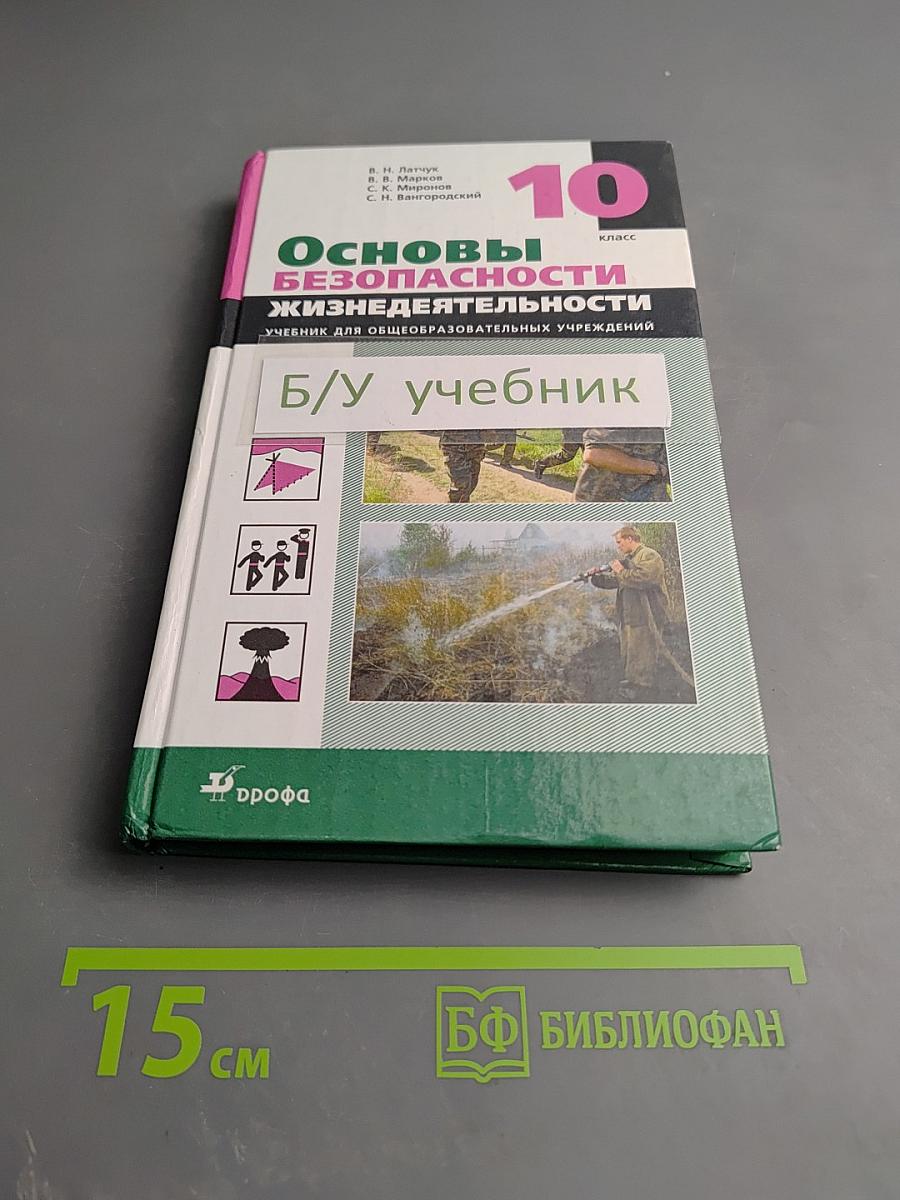 В. Н. Латчук
В. В. Марков
С. К. Миронов
С. Н. Вангородский
10
класс
Основы
БЕЗОПАСНОСТИ
ЖИЗНЕДЕЯТЕЛЬНОСТИ
УЧЕБНИК ДЛЯ ОБЩЕОБРАЗОВАТЕЛЬНЫХ УЧРЕЖДЕНИЙ
Б/У учебник
дрофа
15 см
БФ БИБЛИОФАН